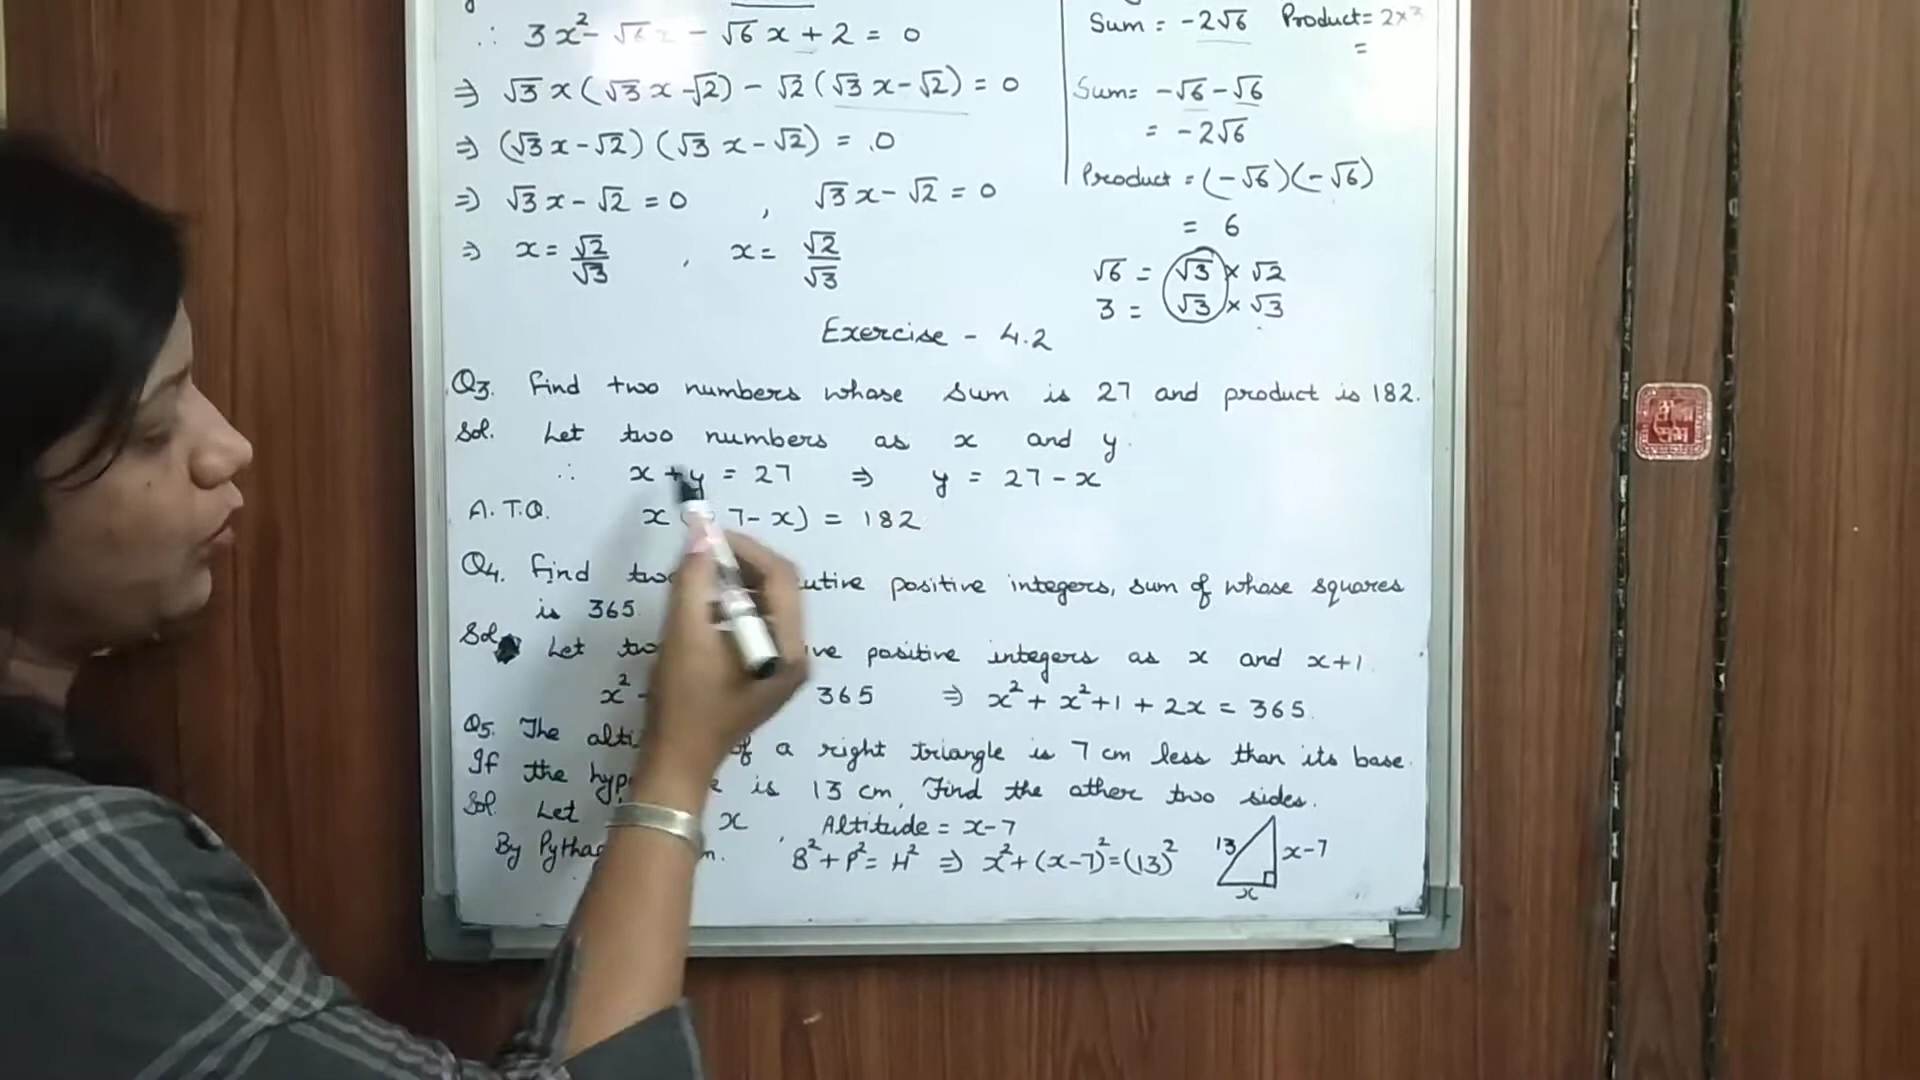 ∴ 3x² - √6x - √6x + 2 = 0
⇒ √3x(√3x-√2) - √2(√3x-√2) = 0
⇒ (√3x-√2)(√3x-√2) = 0
⇒ √3x-√2 = 0 , √3x-√2 = 0
⇒ x = √2/√3 , x = √2/√3
Sum = -2√6 Product = 2×3
=
Sum = -√6-√6
= -2√6
Product = (-√6)(-√6)
= 6
√6 = √3 × √2
3 = √3 × √3
Exercise - 4.2
Q3. Find two numbers whose sum is 27 and product is 182.
Sol. Let two numbers as x and y.
∴ x+y = 27 ⇒ y = 27-x
A.T.Q. x( 7-x) = 182
Q4. Find two positive integers, sum of whose squares
is 365.
Sol. Let two positive integers as x and x+1.
x² 365 ⇒ x² + x²+1 + 2x = 365.
Q5. The of a right triangle is 7 cm less than its base.
If the is 13 cm, Find the other two sides.
Sol. Let x , Altitude = x-7
By B²+P² = H² ⇒ x²+(x-7)²=(13)²
13 x-7
x